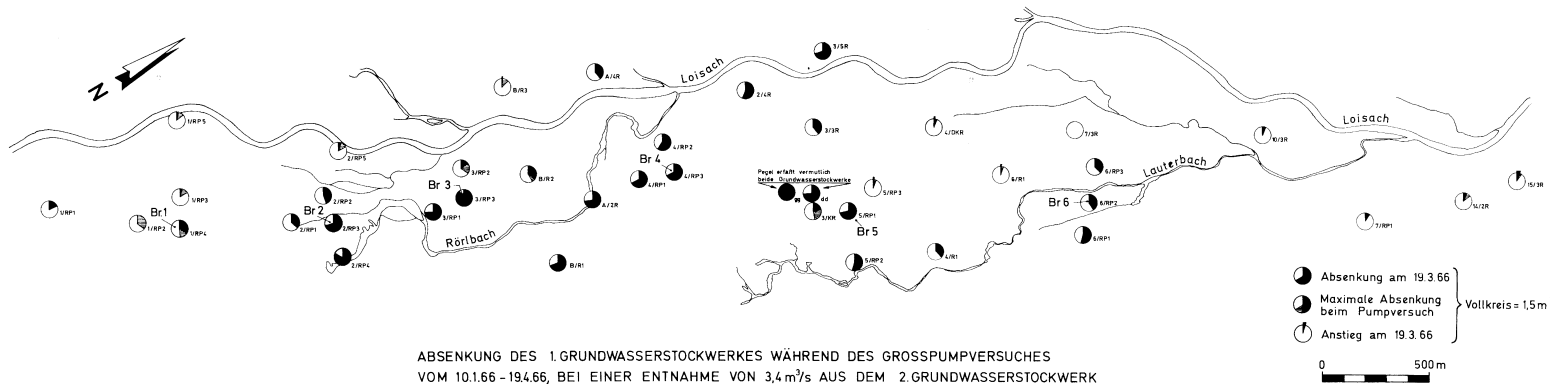 N
Loisach
Loisach
Rörlbach
Lauterbach
3/5R
A/4R
B/R3
2/4R
1/RP5
2/RP5
3/3R
4/DKR
7/3R
10/3R
4/RP2
3/RP2
B/R2
Br 4
4/RP1
4/RP3
Pegel erfaßt vermutlich
beide Grundwasserstockwerke
99
dd
5/RP3
6/R1
6/RP3
15/3R
1/RP3
2/RP2
Br 3
3/RP3
A/2R
14/2R
1/RP1
Br.1
1/RP2
1/RP4
Br 2
2/RP1
2/RP3
3/RP1
3/KR
5/RP1
Br 5
Br 6
6/RP2
7/RP1
2/RP4
B/R1
5/RP2
4/R1
6/RP1
Absenkung am 19.3.66
Maximale Absenkung
beim Pumpversuch
Anstieg am 19.3.66
Vollkreis = 1,5 m
0 500 m
ABSENKUNG DES 1. GRUNDWASSERSTOCKWERKES WÄHREND DES GROSSPUMPVERSUCHES
VOM 10.1.66 – 19.4.66, BEI EINER ENTNAHME VON 3,4 m³/s AUS DEM 2. GRUNDWASSERSTOCKWERK